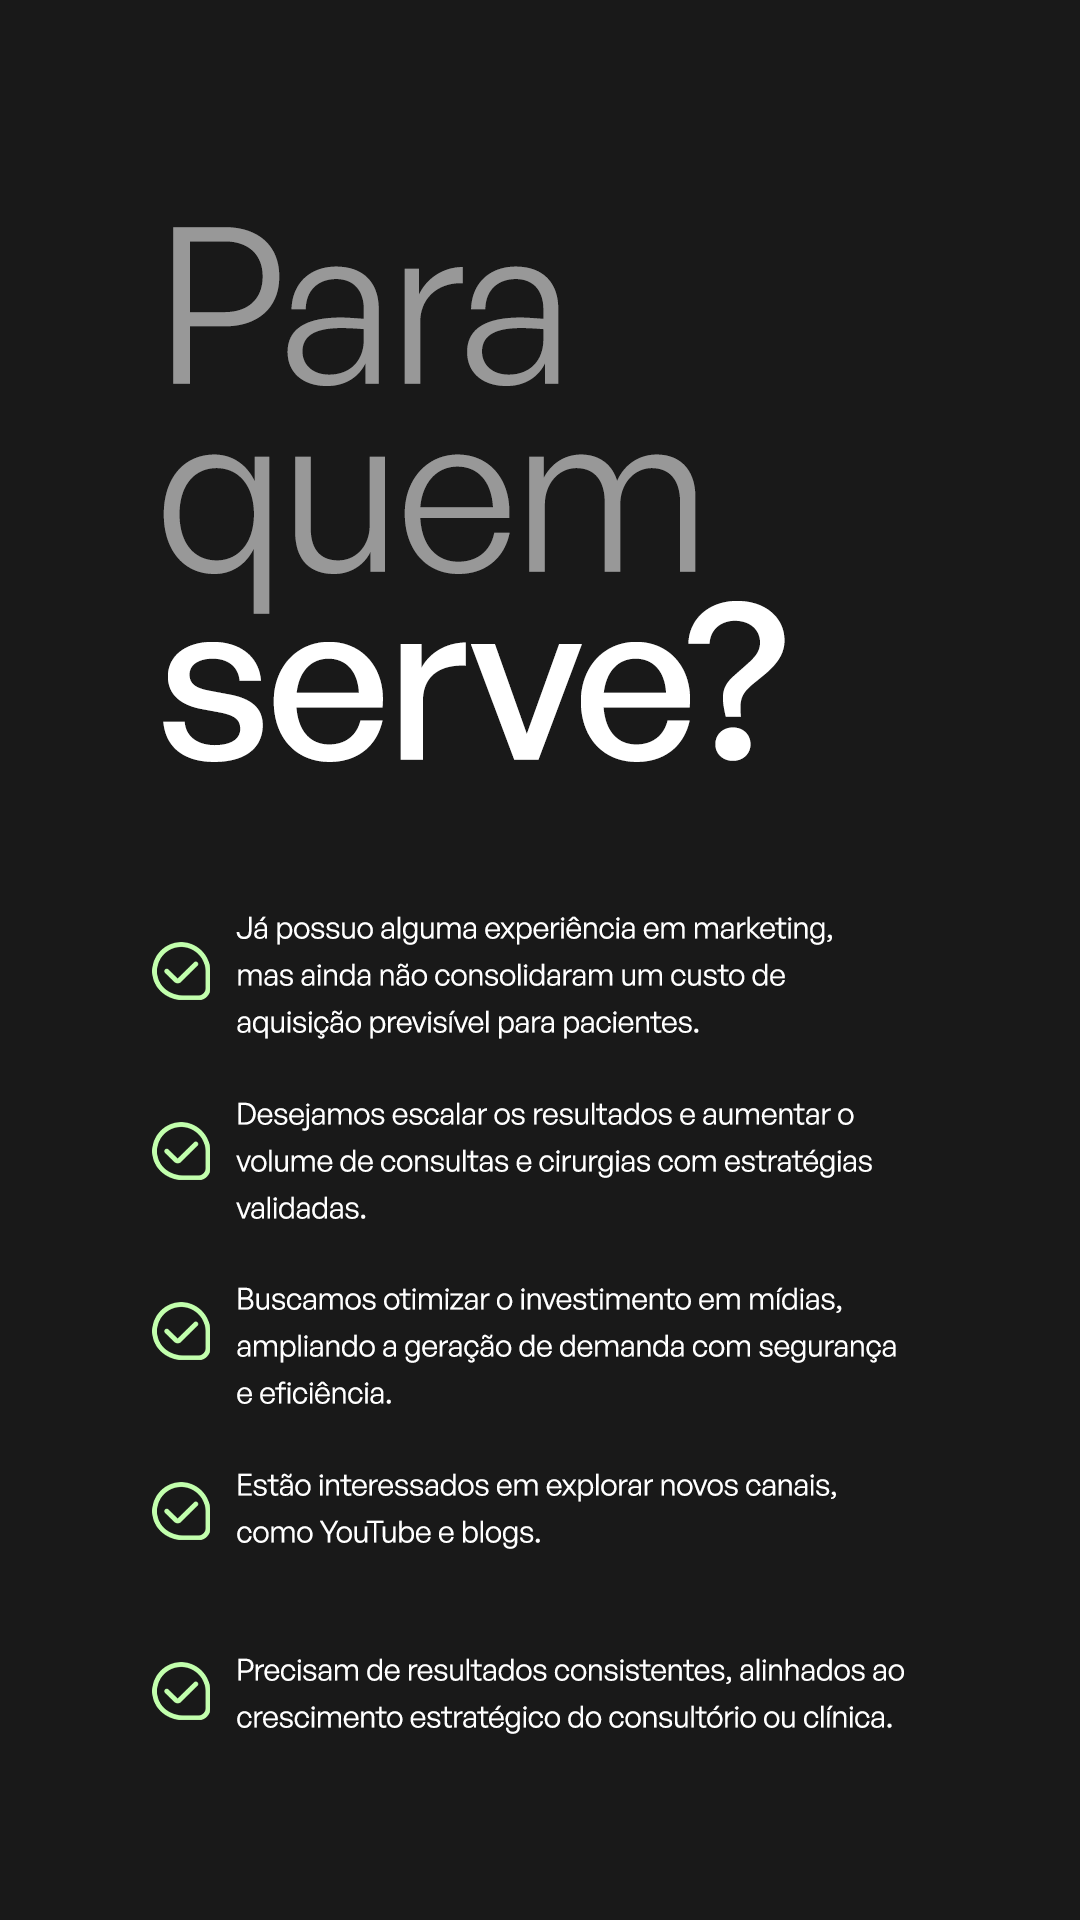 Para
quem
serve?
Já possuo alguma experiência em marketing,
mas ainda não consolidaram um custo de
aquisição previsível para pacientes.
Desejamos escalar os resultados e aumentar o
volume de consultas e cirurgias com estratégias
validadas.
Buscamos otimizar o investimento em mídias,
ampliando a geração de demanda com segurança
e eficiência.
Estão interessados em explorar novos canais,
como YouTube e blogs.
Precisam de resultados consistentes, alinhados ao
crescimento estratégico do consultório ou clínica.